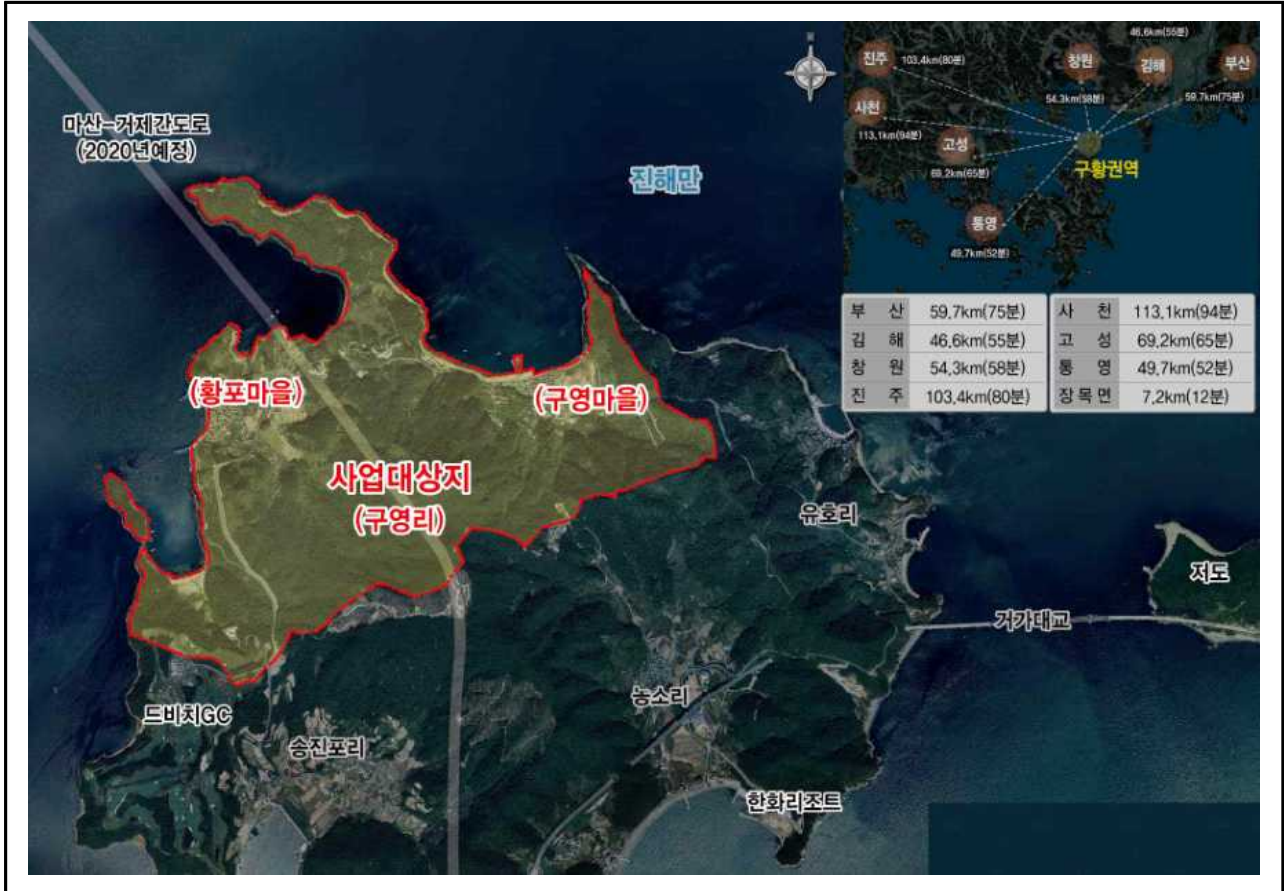 마산-거제간도로
(2020년예정)
진해만
진주
103.4km(80분)
창원
54.3km(58분)
46.6km(55분)
김해
부산
59.7km(75분)
사천
113.1km(94분)
고성
69.2km(65분)
구황권역
통영
49.7km(52분)
부 산 59.7km(75분) 사 천 113.1km(94분)
김 해 46.6km(55분) 고 성 69.2km(65분)
창 원 54.3km(58분) 통 영 49.7km(52분)
진 주 103.4km(80분) 장목면 7.2km(12분)
(황포마을)
(구영마을)
사업대상지
(구영리)
유호리
저도
거가대교
농소리
드비치GC
송진포리
한화리조트